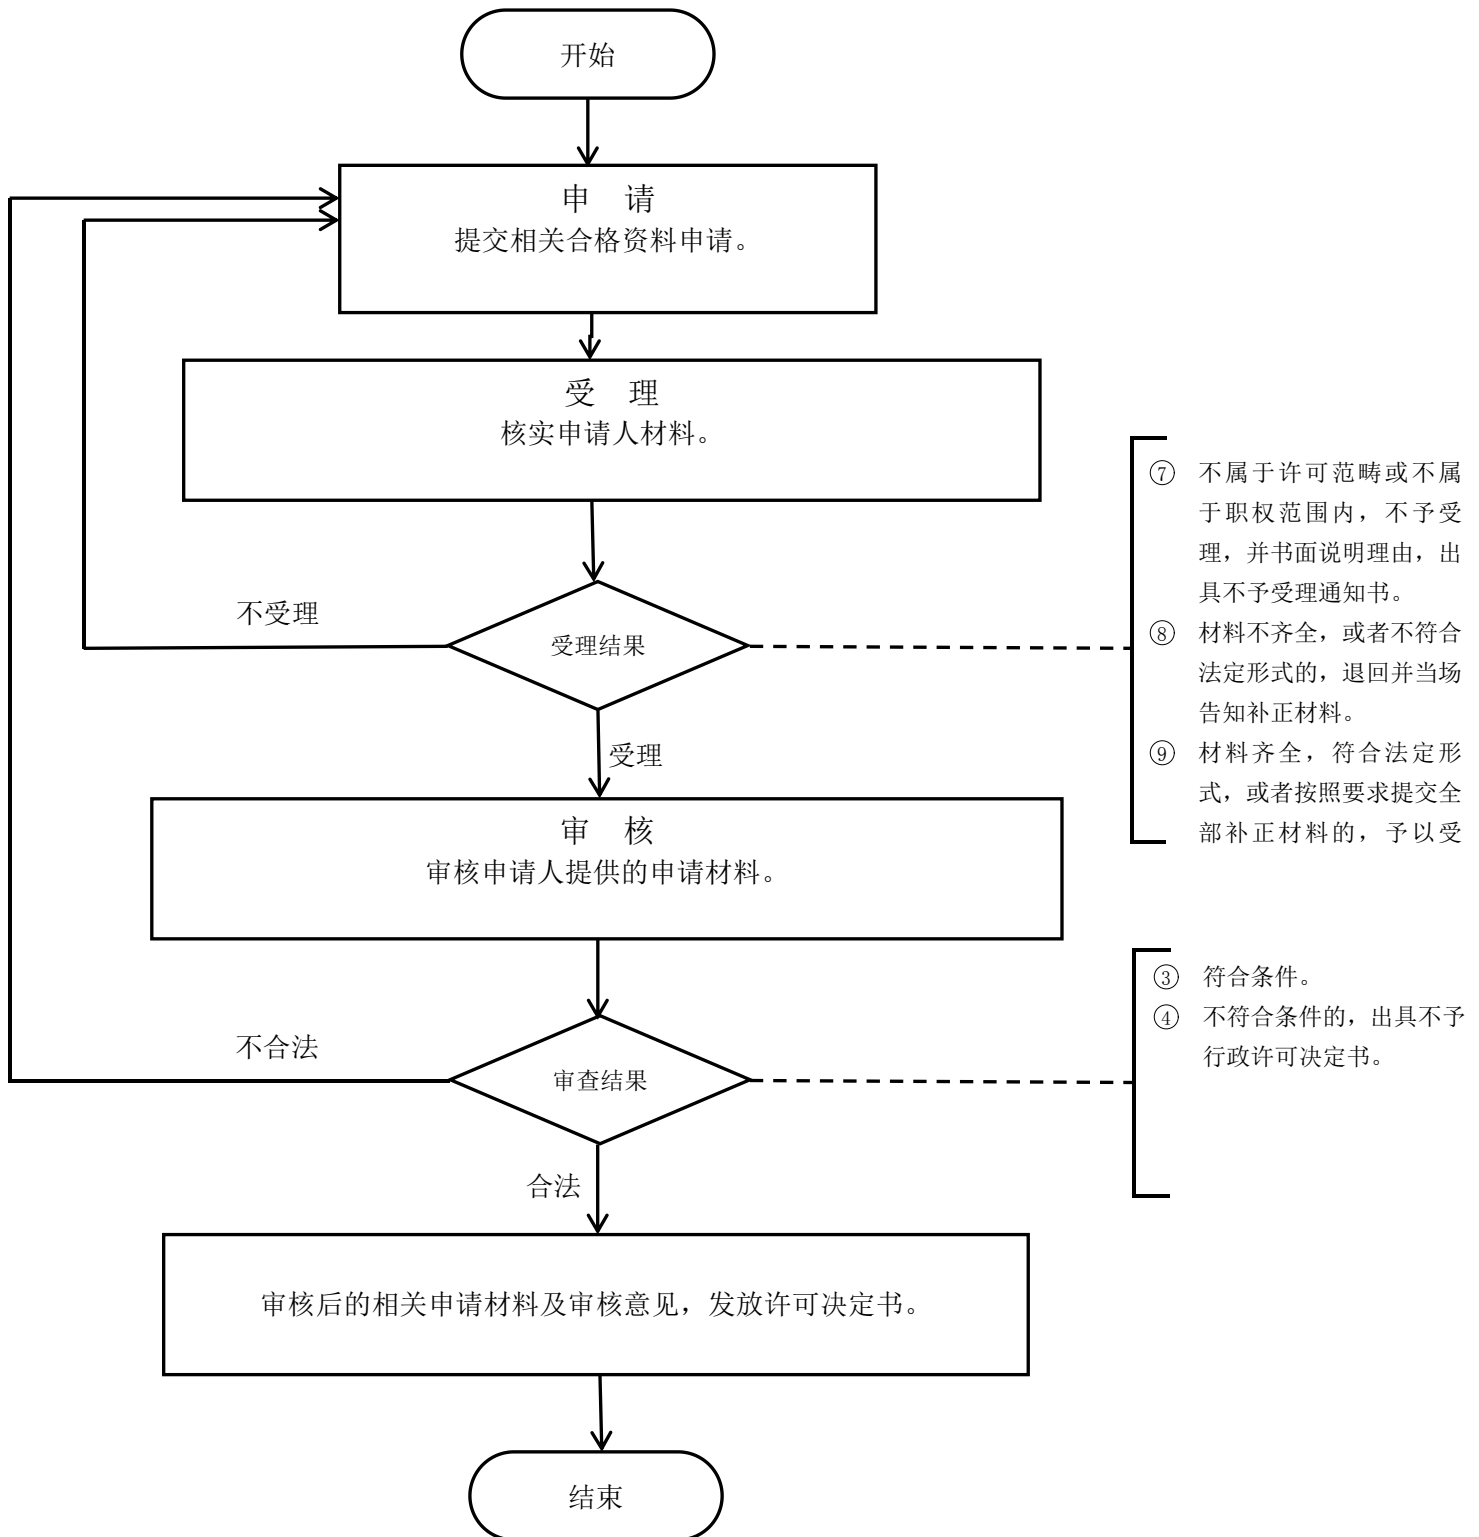 开始
申 请
提交相关合格资料申请。
受 理
核实申请人材料。
⑦ 不属于许可范畴或不属
于职权范围内，不予受
理，并书面说明理由，出
具不予受理通知书。
⑧ 材料不齐全，或者不符合
法定形式的，退回并当场
告知补正材料。
⑨ 材料齐全，符合法定形
式，或者按照要求提交全
部补正材料的，予以受
不受理
受理结果
受理
审 核
审核申请人提供的申请材料。
③ 符合条件。
④ 不符合条件的，出具不予
行政许可决定书。
不合法
审查结果
合法
审核后的相关申请材料及审核意见，发放许可决定书。
结束